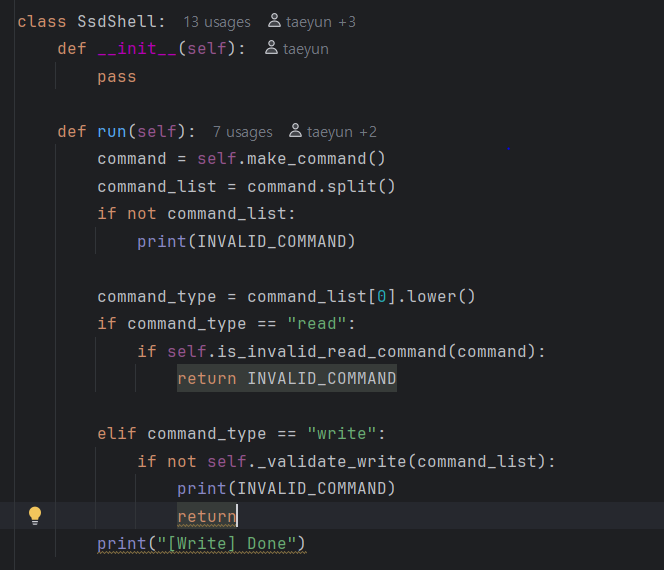 class SsdShell: 13 usages taeyun +3
    def __init__(self): taeyun
        pass
    def run(self): 7 usages taeyun +2
        command = self.make_command()
        command_list = command.split()
        if not command_list:
            print(INVALID_COMMAND)
        command_type = command_list[0].lower()
        if command_type == "read":
            if self.is_invalid_read_command(command):
                return INVALID_COMMAND
        elif command_type == "write":
            if not self._validate_write(command_list):
                print(INVALID_COMMAND)
                return
        print("[Write] Done")